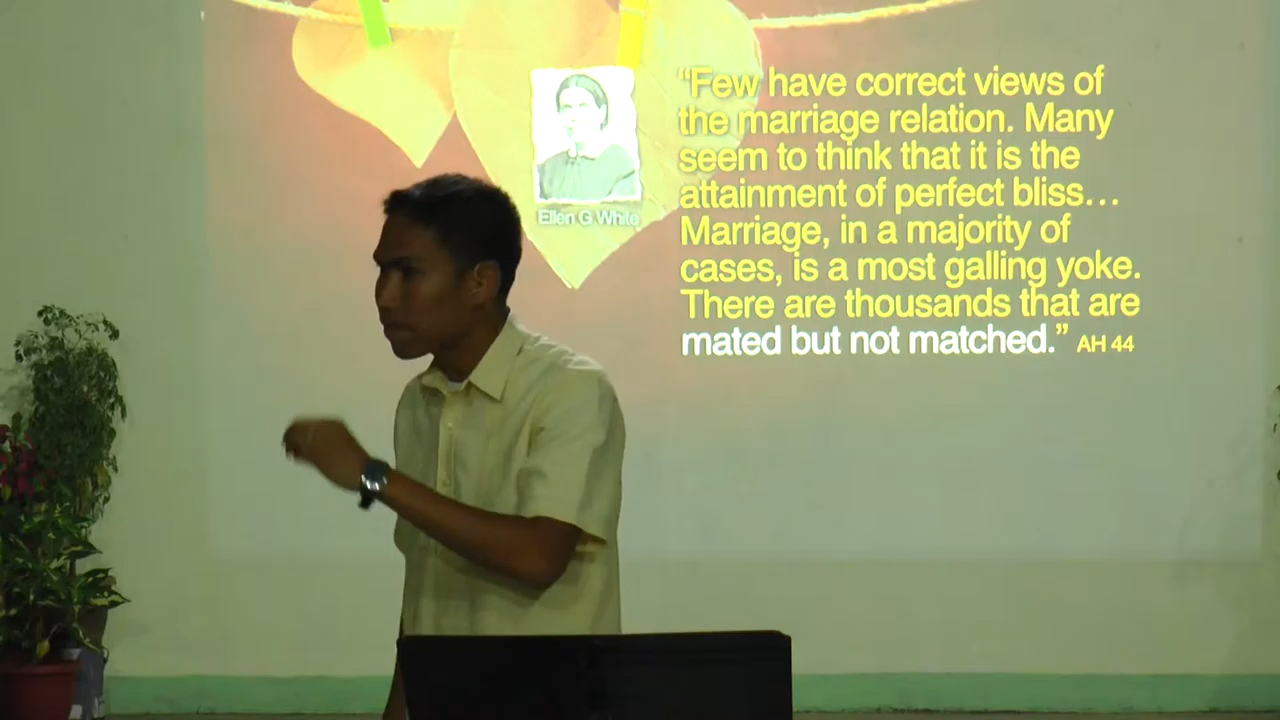 Ellen G.White
“Few have correct views of
the marriage relation. Many
seem to think that it is the
attainment of perfect bliss…
Marriage, in a majority of
cases, is a most galling yoke.
There are thousands that are
mated but not matched.” AH 44